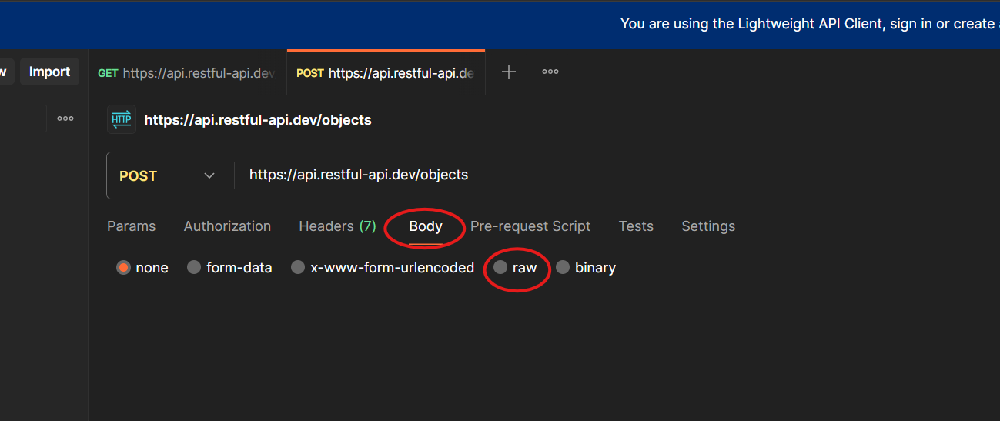 You are using the Lightweight API Client, sign in or create
Import
GET https://api.restful-api.dev
POST https://api.restful-api.de
HTTP https://api.restful-api.dev/objects
POST https://api.restful-api.dev/objects
Params Authorization Headers (7) Body Pre-request Script Tests Settings
none form-data x-www-form-urlencoded raw binary